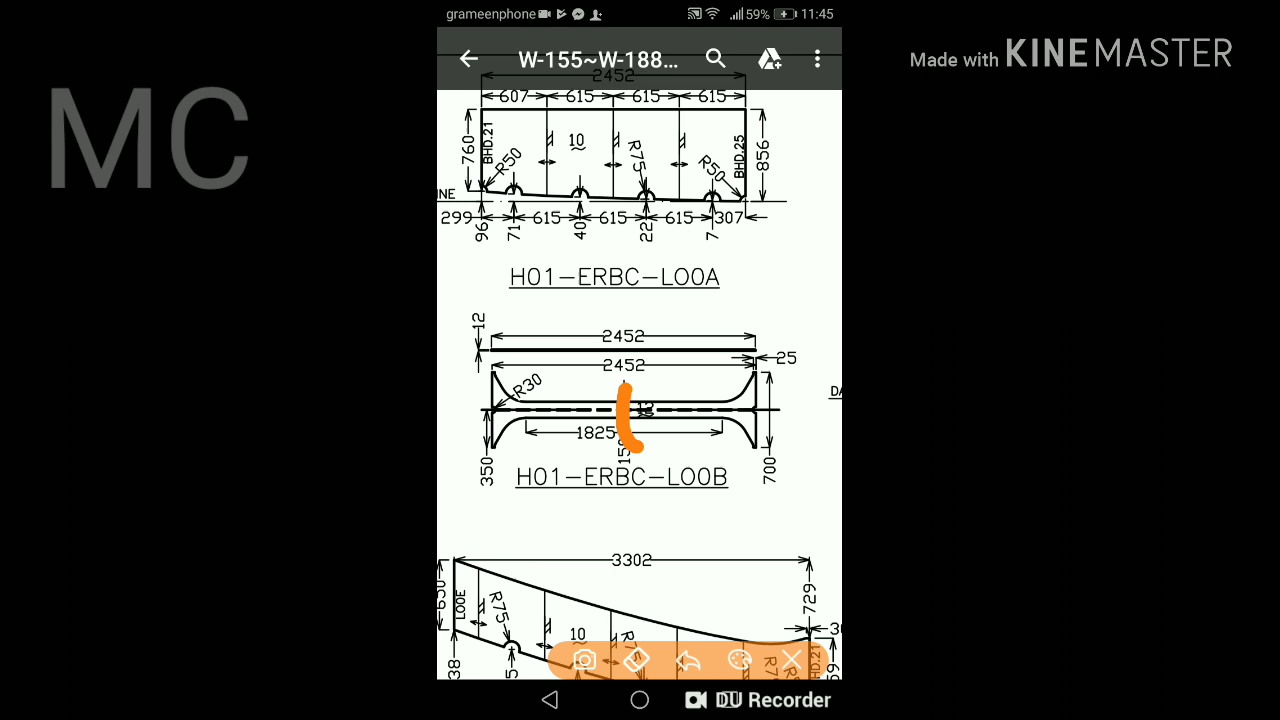 grameenphone 59% 11:45
Made with KINEMASTER
MC
W-155~W-188...
2452
607 615 615 615
760 BHD.21 R50 10 R75 R50 BHD.25 856
INE
299 615 615 615 307
96 71 40 22 7
H01-ERBC-L00A
12
2452
2452 25
R30
12
1825
350 700
H01-ERBC-L00B
3302
650 L00E R75 10 729
38
DU Recorder